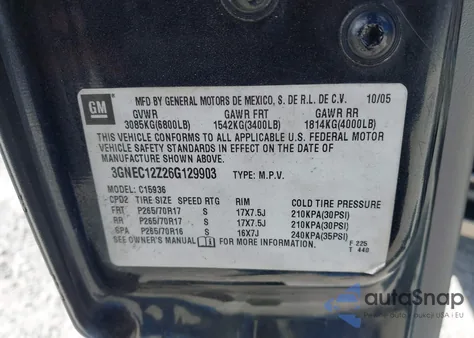 GM
MFD BY GENERAL MOTORS DE MEXICO, S. DE R.L. DE C.V. 10/05
GVWR GAWR FRT GAWR RR
3085KG(6800LB) 1542KG(3400LB) 1814KG(4000LB)
THIS VEHICLE CONFORMS TO ALL APPLICABLE U.S. FEDERAL MOTOR
VEHICLE SAFETY STANDARDS IN EFFECT ON THE DATE OF
MANUFACTURE SHOWN ABOVE.
3GNEC12Z26G129903 TYPE: M.P.V.
MODEL: C15936
CPD2 TIRE SIZE SPEED RTG RIM COLD TIRE PRESSURE
FRT P265/70R17 S 17X7.5J 210KPA(30PSI)
RR P265/70R17 S 17X7.5J 210KPA(30PSI)
SPA P265/70R16 S 16X7J 240KPA(35PSI)
SEE OWNER'S MANUAL FOR MORE INFORMATION. F 225
T 440
autoSnap